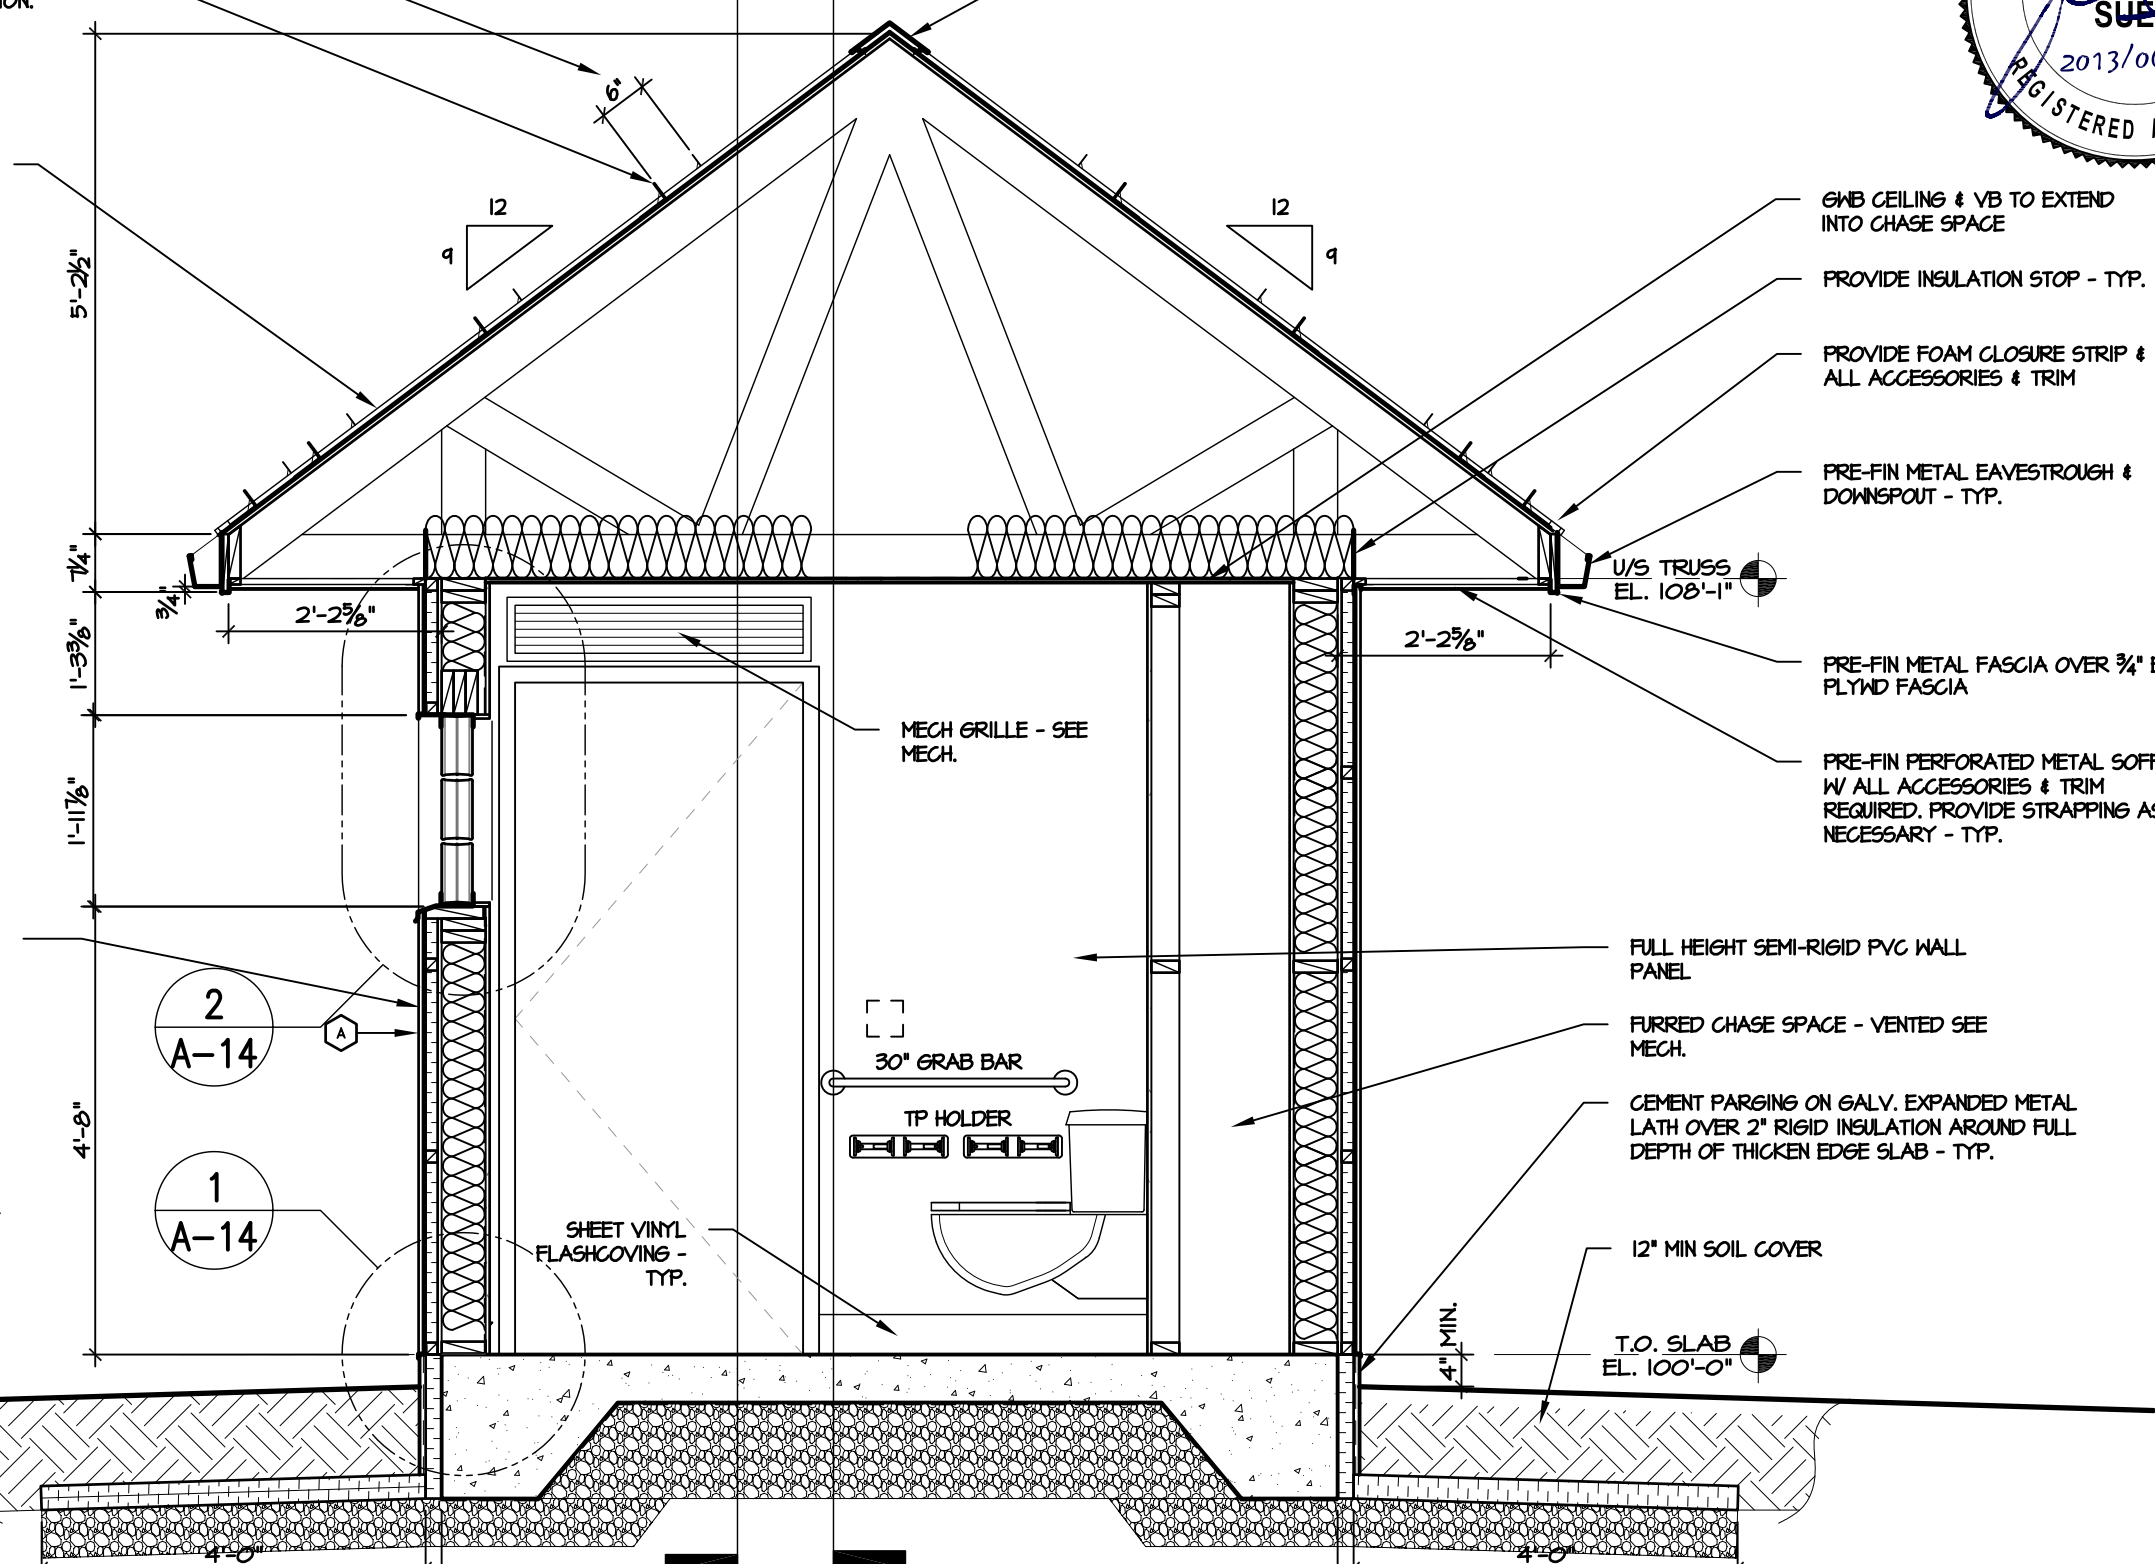 ION.
SUE
2013/0
REGISTERED
6"
12
9
12
9
5'-2½"
7¼"
¾"
1'-3⅜"
2'-2⅝"
1'-11⅞"
4'-8"
GWB CEILING & VB TO EXTEND
INTO CHASE SPACE
PROVIDE INSULATION STOP - TYP.
PROVIDE FOAM CLOSURE STRIP &
ALL ACCESSORIES & TRIM
PRE-FIN METAL EAVESTROUGH &
DOWNSPOUT - TYP.
U/S TRUSS
EL. 108'-1"
2'-2⅝"
PRE-FIN METAL FASCIA OVER ¾"
PLYWD FASCIA
MECH GRILLE - SEE
MECH.
PRE-FIN PERFORATED METAL SOFF
W/ ALL ACCESSORIES & TRIM
REQUIRED. PROVIDE STRAPPING AS
NECESSARY - TYP.
FULL HEIGHT SEMI-RIGID PVC WALL
PANEL
2
A-14
A
FURRED CHASE SPACE - VENTED SEE
MECH.
30" GRAB BAR
TP HOLDER
CEMENT PARGING ON GALV. EXPANDED METAL
LATH OVER 2" RIGID INSULATION AROUND FULL
DEPTH OF THICKEN EDGE SLAB - TYP.
1
A-14
SHEET VINYL
FLASHCOVING -
TYP.
12" MIN SOIL COVER
4" MIN.
T.O. SLAB
EL. 100'-0"
4'-0"
4'-0"